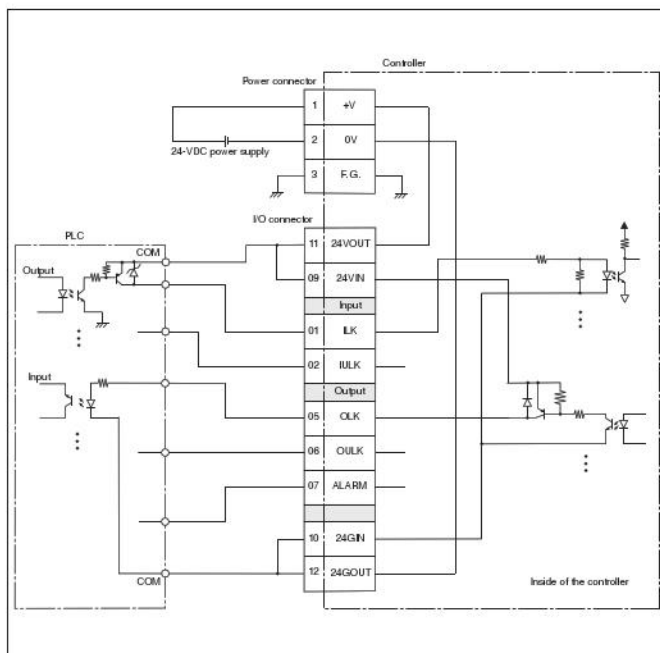 Controller
Power connector
1 +V
2 0V
24-VDC power supply
3 F.G.
I/O connector
PLC
COM
11 24VOUT
Output
09 24VIN
Input
01 ILK
02 IULK
Input
Output
05 OLK
06 OULK
07 ALARM
10 24GIN
COM
12 24GOUT
Inside of the controller